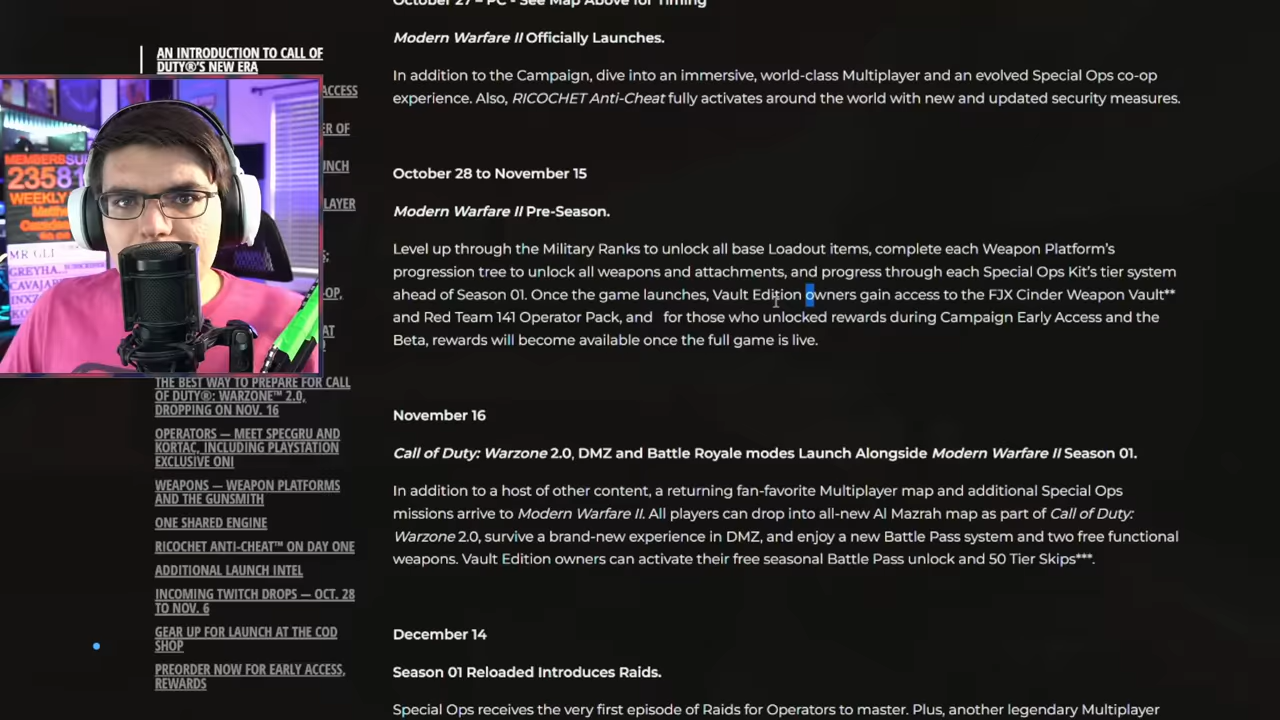 October 27 – PC - See Map Above for Timing
Modern Warfare II Officially Launches.
In addition to the Campaign, dive into an immersive, world-class Multiplayer and an evolved Special Ops co-op
experience. Also, RICOCHET Anti-Cheat fully activates around the world with new and updated security measures.
October 28 to November 15
Modern Warfare II Pre-Season.
Level up through the Military Ranks to unlock all base Loadout items, complete each Weapon Platform's
progression tree to unlock all weapons and attachments, and progress through each Special Ops Kit's tier system
ahead of Season 01. Once the game launches, Vault Edition owners gain access to the FJX Cinder Weapon Vault**
and Red Team 141 Operator Pack, and for those who unlocked rewards during Campaign Early Access and the
Beta, rewards will become available once the full game is live.
November 16
Call of Duty: Warzone 2.0, DMZ and Battle Royale modes Launch Alongside Modern Warfare II Season 01.
In addition to a host of other content, a returning fan-favorite Multiplayer map and additional Special Ops
missions arrive to Modern Warfare II. All players can drop into all-new Al Mazrah map as part of Call of Duty:
Warzone 2.0, survive a brand-new experience in DMZ, and enjoy a new Battle Pass system and two free functional
weapons. Vault Edition owners can activate their free seasonal Battle Pass unlock and 50 Tier Skips***.
December 14
Season 01 Reloaded Introduces Raids.
Special Ops receives the very first episode of Raids for Operators to master. Plus, another legendary Multiplayer
AN INTRODUCTION TO CALL OF
DUTY®'S NEW ERA
ACCESS
ER OF
UNCH
LAYER
S:
-OP,
AT
D
THE BEST WAY TO PREPARE FOR CALL
OF DUTY®: WARZONE™ 2.0,
DROPPING ON NOV. 16
OPERATORS — MEET SPECGRU AND
KORTAC, INCLUDING PLAYSTATION
EXCLUSIVE ONI
WEAPONS — WEAPON PLATFORMS
AND THE GUNSMITH
ONE SHARED ENGINE
RICOCHET ANTI-CHEAT™ ON DAY ONE
ADDITIONAL LAUNCH INTEL
INCOMING TWITCH DROPS — OCT. 28
TO NOV. 6
GEAR UP FOR LAUNCH AT THE COD
SHOP
PREORDER NOW FOR EARLY ACCESS,
REWARDS
MEMBERS SU
235 81
WEEKLY
MR GLI
GREYHA
CAVAJA
INXZ